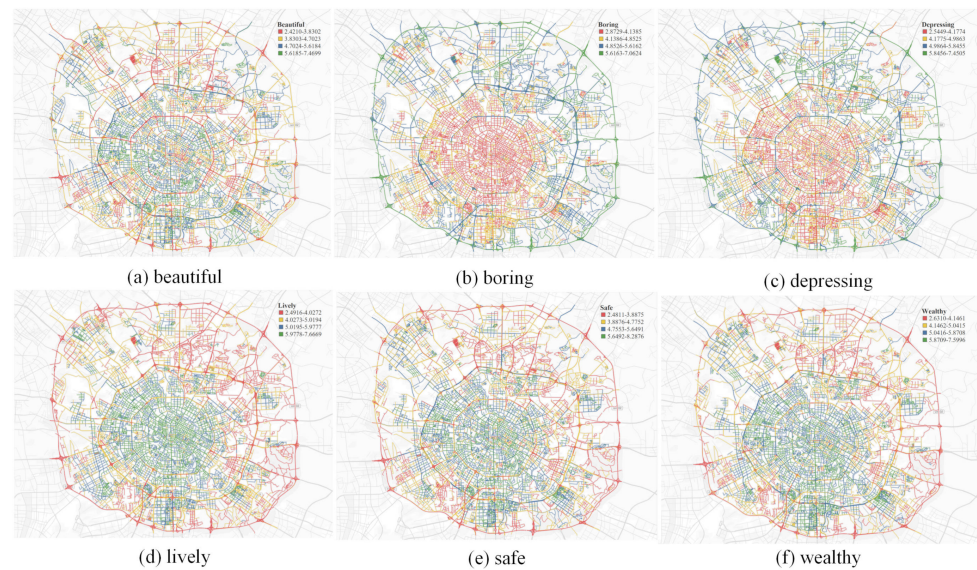 Beautiful
2.4210-3.8302
3.8303-4.7023
4.7024-5.6184
5.6185-7.4699
Boring
2.8729-4.1385
4.1386-4.8525
4.8526-5.6162
5.6163-7.0624
Depressing
2.5449-4.1774
4.1775-4.9863
4.9864-5.8455
5.8456-7.4505
(a) beautiful
(b) boring
(c) depressing
Lively
2.4916-4.0272
4.0273-5.0194
5.0195-5.9777
5.9778-7.6669
Safe
2.4811-3.8875
3.8876-4.7752
4.7553-5.6491
5.6492-8.2876
Wealthy
2.6310-4.1461
4.1462-5.0415
5.0416-5.8708
5.8709-7.5996
(d) lively
(e) safe
(f) wealthy